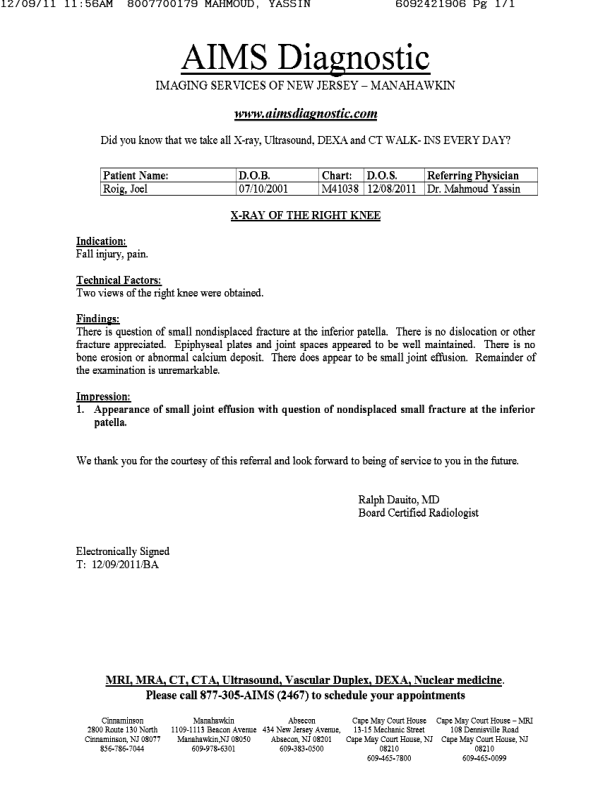 12/09/11 11:56AM 8007700179 MAHMOUD, YASSIN 6092421906 Pg 1/1
AIMS Diagnostic
IMAGING SERVICES OF NEW JERSEY – MANAHAWKIN
www.aimsdiagnostic.com
Did you know that we take all X-ray, Ultrasound, DEXA and CT WALK- INS EVERY DAY?
Patient Name: D.O.B. Chart: D.O.S. Referring Physician
Roig, Joel 07/10/2001 M41038 12/08/2011 Dr. Mahmoud Yassin
X-RAY OF THE RIGHT KNEE
Indication:
Fall injury, pain.
Technical Factors:
Two views of the right knee were obtained.
Findings:
There is question of small nondisplaced fracture at the inferior patella. There is no dislocation or other
fracture appreciated. Epiphyseal plates and joint spaces appeared to be well maintained. There is no
bone erosion or abnormal calcium deposit. There does appear to be small joint effusion. Remainder of
the examination is unremarkable.
Impression:
1. Appearance of small joint effusion with question of nondisplaced small fracture at the inferior
patella.
We thank you for the courtesy of this referral and look forward to being of service to you in the future.
Ralph Dauito, MD
Board Certified Radiologist
Electronically Signed
T: 12/09/2011/BA
MRI, MRA, CT, CTA, Ultrasound, Vascular Duplex, DEXA, Nuclear medicine.
Please call 877-305-AIMS (2467) to schedule your appointments
Cinnaminson
2800 Route 130 North
Cinnaminson, NJ 08077
856-786-7044
Manahawkin
1109-1113 Beacon Avenue
Manahawkin,NJ 08050
609-978-6301
Absecon
434 New Jersey Avenue,
Absecon, NJ 08201
609-383-0500
Cape May Court House
13-15 Mechanic Street
Cape May Court House, NJ
08210
609-465-7800
Cape May Court House – MRI
108 Dennisville Road
Cape May Court House, NJ
08210
609-465-0099